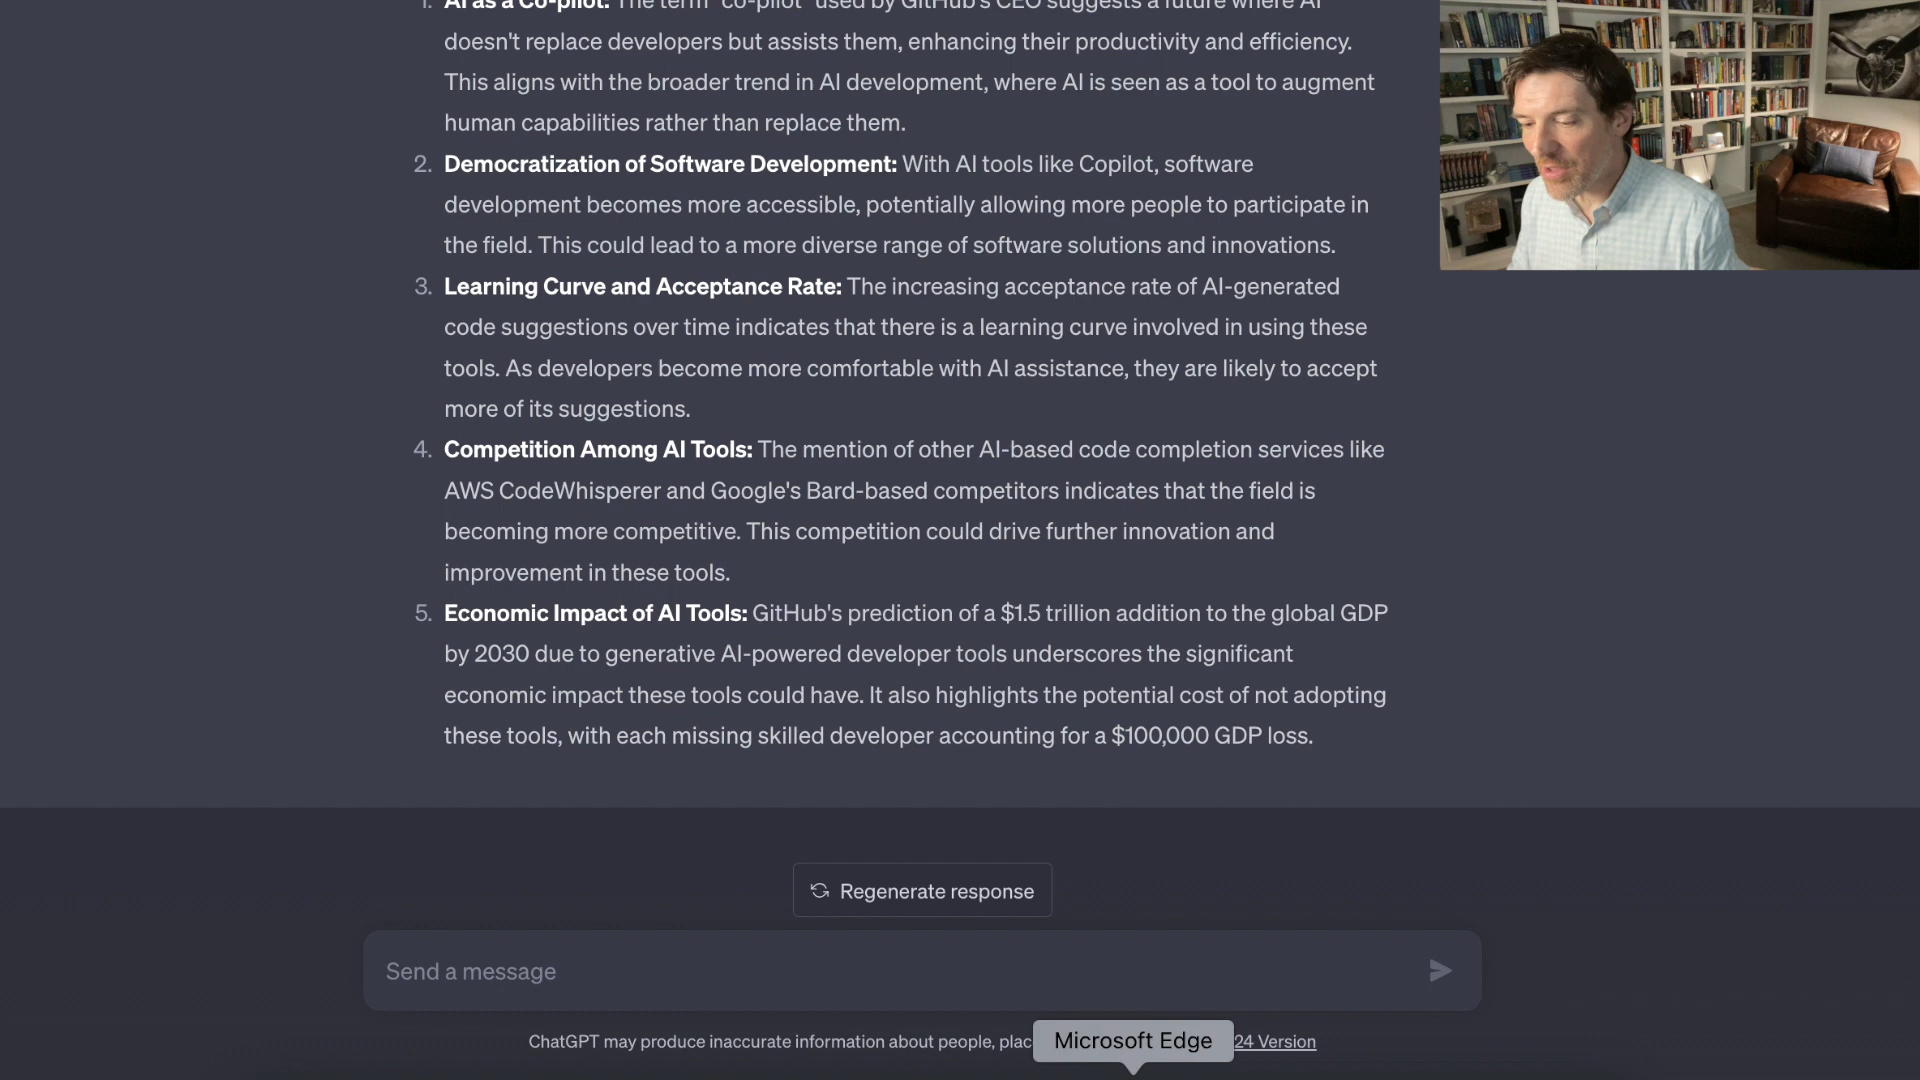 1. AI as a Co-pilot: The term "co-pilot" used by GitHub's CEO suggests a future where AI
doesn't replace developers but assists them, enhancing their productivity and efficiency.
This aligns with the broader trend in AI development, where AI is seen as a tool to augment
human capabilities rather than replace them.
2. Democratization of Software Development: With AI tools like Copilot, software
development becomes more accessible, potentially allowing more people to participate in
the field. This could lead to a more diverse range of software solutions and innovations.
3. Learning Curve and Acceptance Rate: The increasing acceptance rate of AI-generated
code suggestions over time indicates that there is a learning curve involved in using these
tools. As developers become more comfortable with AI assistance, they are likely to accept
more of its suggestions.
4. Competition Among AI Tools: The mention of other AI-based code completion services like
AWS CodeWhisperer and Google's Bard-based competitors indicates that the field is
becoming more competitive. This competition could drive further innovation and
improvement in these tools.
5. Economic Impact of AI Tools: GitHub's prediction of a $1.5 trillion addition to the global GDP
by 2030 due to generative AI-powered developer tools underscores the significant
economic impact these tools could have. It also highlights the potential cost of not adopting
these tools, with each missing skilled developer accounting for a $100,000 GDP loss.
Regenerate response
Send a message
ChatGPT may produce inaccurate information about people, plac
Microsoft Edge
24 Version